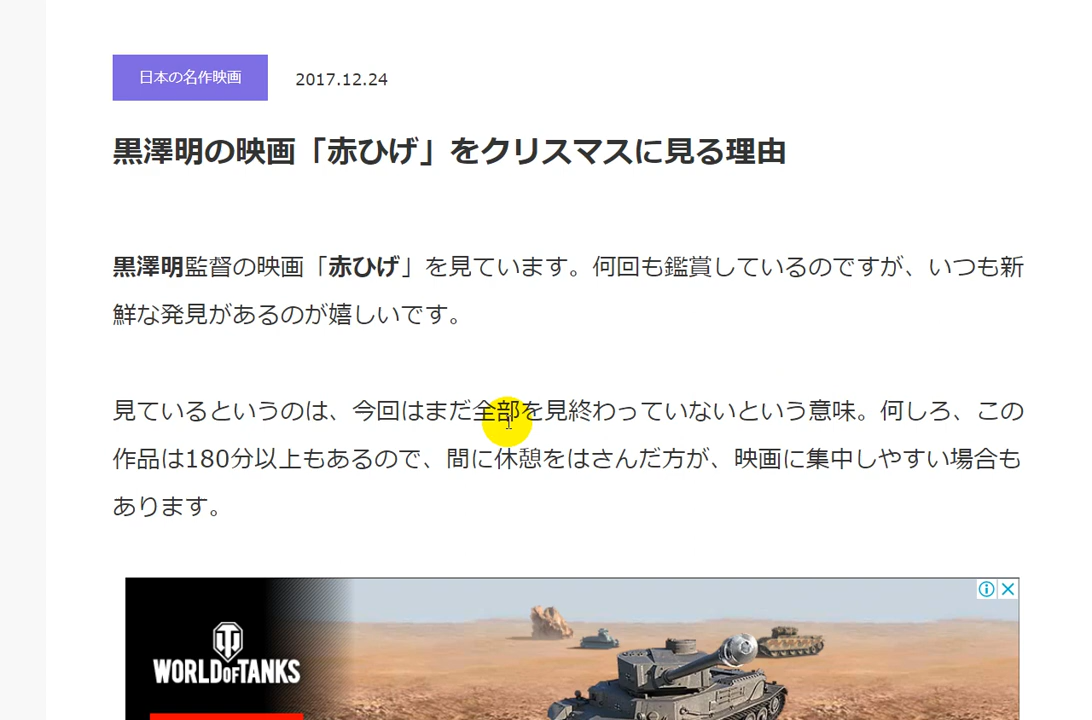 日本の名作映画
2017.12.24
黒澤明の映画「赤ひげ」をクリスマスに見る理由
黒澤明監督の映画「赤ひげ」を見ています。何回も鑑賞しているのですが、いつも新
鮮な発見があるのが嬉しいです。
見ているというのは、今回はまだ全部を見終わっていないという意味。何しろ、この
作品は180分以上もあるので、間に休憩をはさんだ方が、映画に集中しやすい場合も
あります。
WORLD OF TANKS